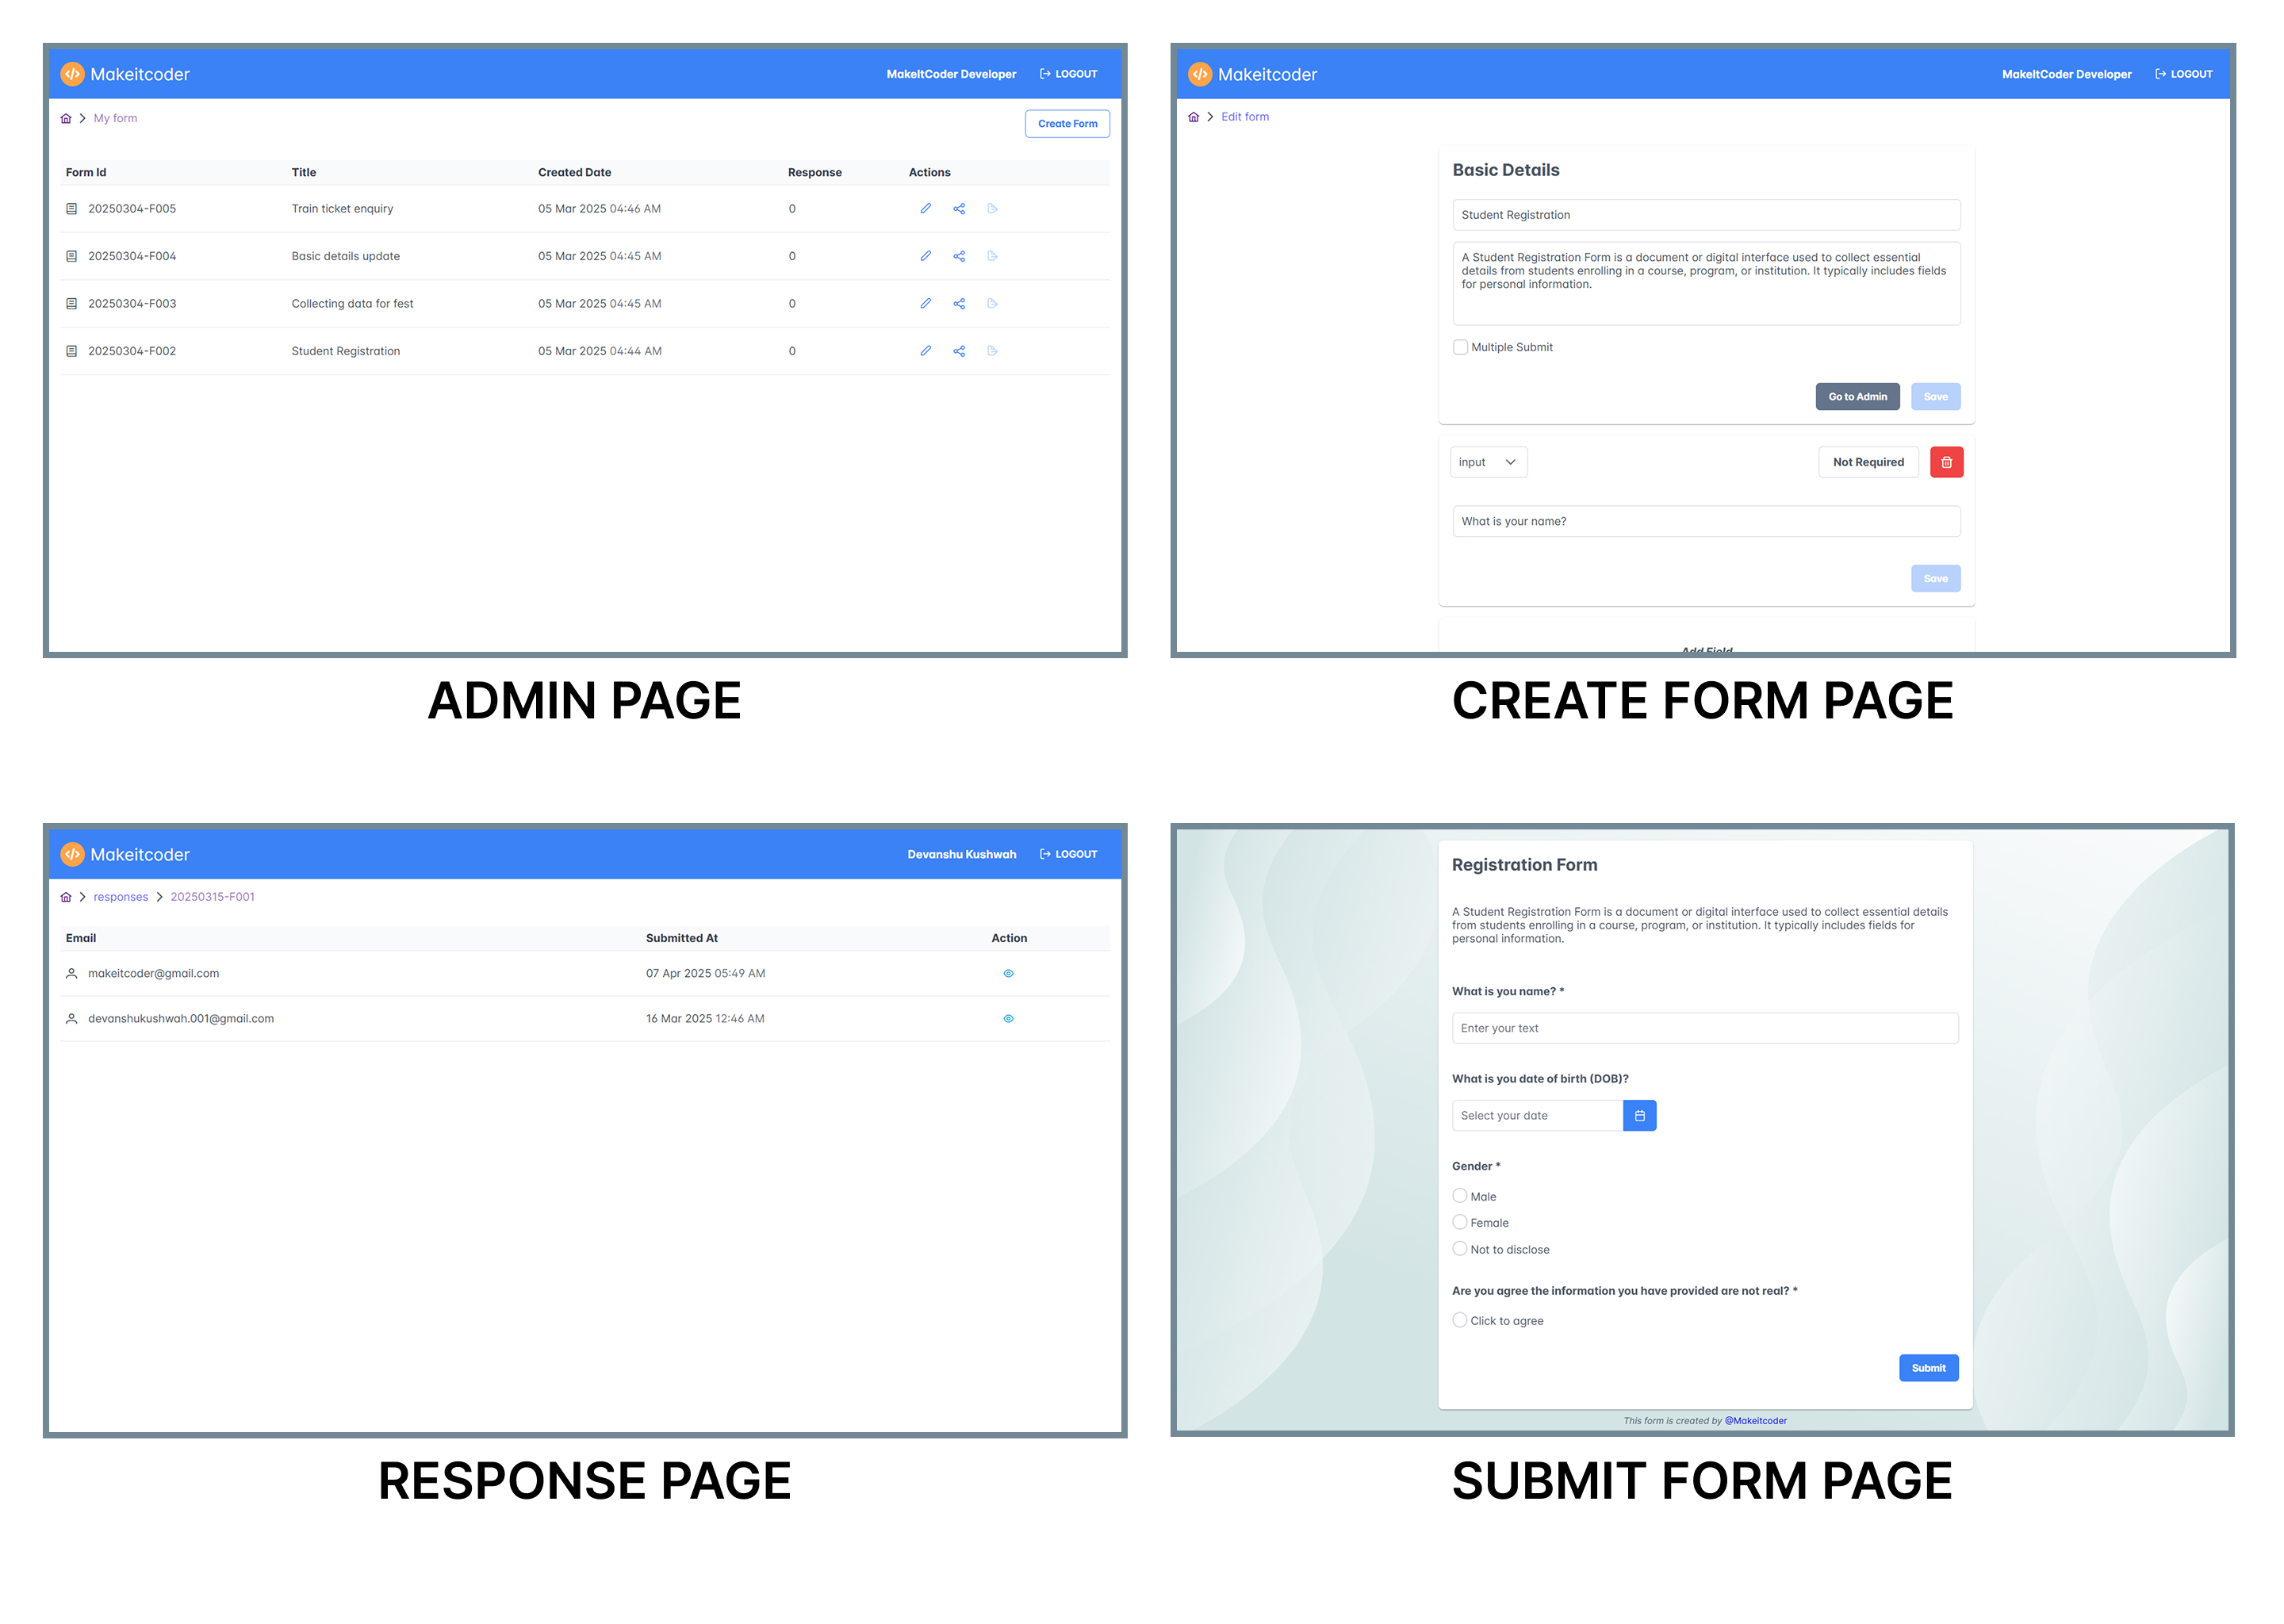 Makeitcoder
MakeItCoder Developer LOGOUT
My form
Create Form
Form Id Title Created Date Response Actions
20250304-F005 Train ticket enquiry 05 Mar 2025 04:46 AM 0
20250304-F004 Basic details update 05 Mar 2025 04:45 AM 0
20250304-F003 Collecting data for fest 05 Mar 2025 04:45 AM 0
20250304-F002 Student Registration 05 Mar 2025 04:44 AM 0
ADMIN PAGE
Makeitcoder
MakeItCoder Developer LOGOUT
Edit form
Basic Details
Student Registration
A Student Registration Form is a document or digital interface used to collect essential
details from students enrolling in a course, program, or institution. It typically includes fields
for personal information.
Multiple Submit
Go to Admin Save
input Not Required
What is your name?
Save
Add Field
CREATE FORM PAGE
Makeitcoder
Devanshu Kushwah LOGOUT
responses 20250315-F001
Email Submitted At Action
makeitcoder@gmail.com 07 Apr 2025 05:49 AM
devanshukushwah.001@gmail.com 16 Mar 2025 12:46 AM
RESPONSE PAGE
Registration Form
A Student Registration Form is a document or digital interface used to collect essential details
from students enrolling in a course, program, or institution. It typically includes fields for
personal information.
What is you name? *
Enter your text
What is you date of birth (DOB)?
Select your date
Gender *
Male
Female
Not to disclose
Are you agree the information you have provided are not real? *
Click to agree
Submit
This form is created by @Makeitcoder
SUBMIT FORM PAGE